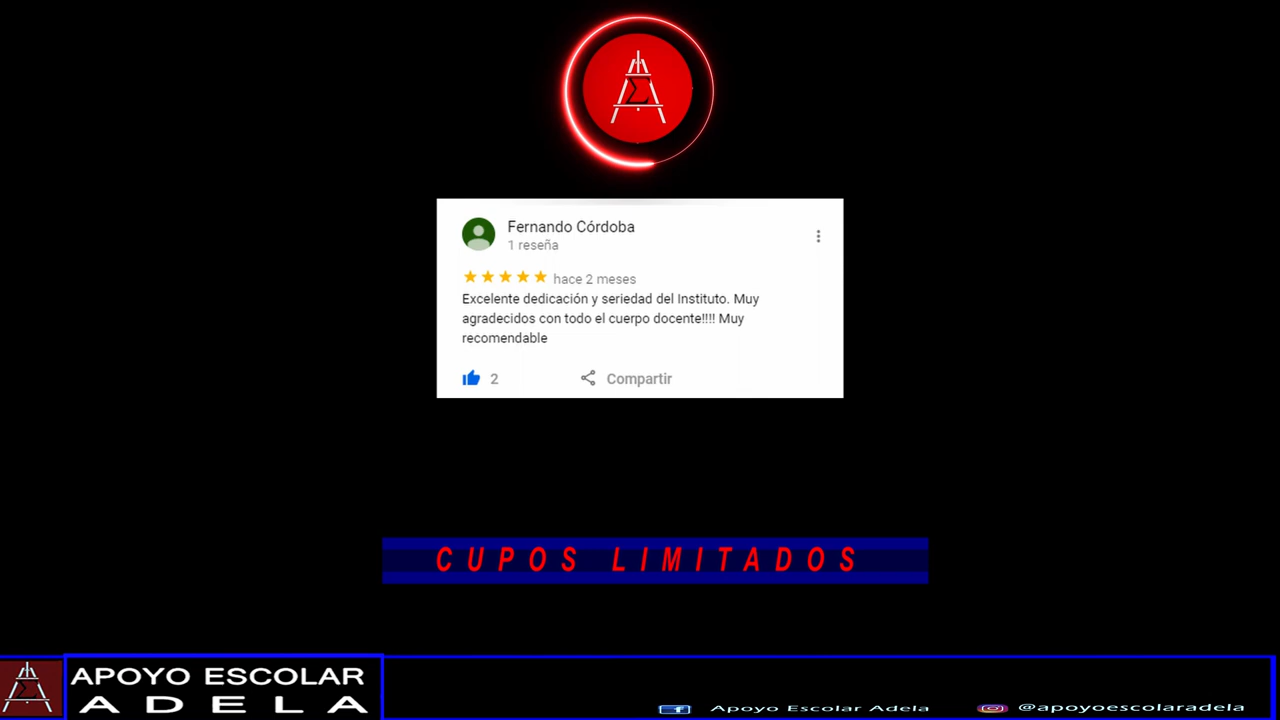 Fernando Córdoba
1 reseña
hace 2 meses
Excelente dedicación y seriedad del Instituto. Muy
agradecidos con todo el cuerpo docente!!!! Muy
recomendable
2
Compartir
CUPOS LIMITADOS
APOYO ESCOLAR
ADELA
Apoyo Escolar Adela
@apoyoescolaradela